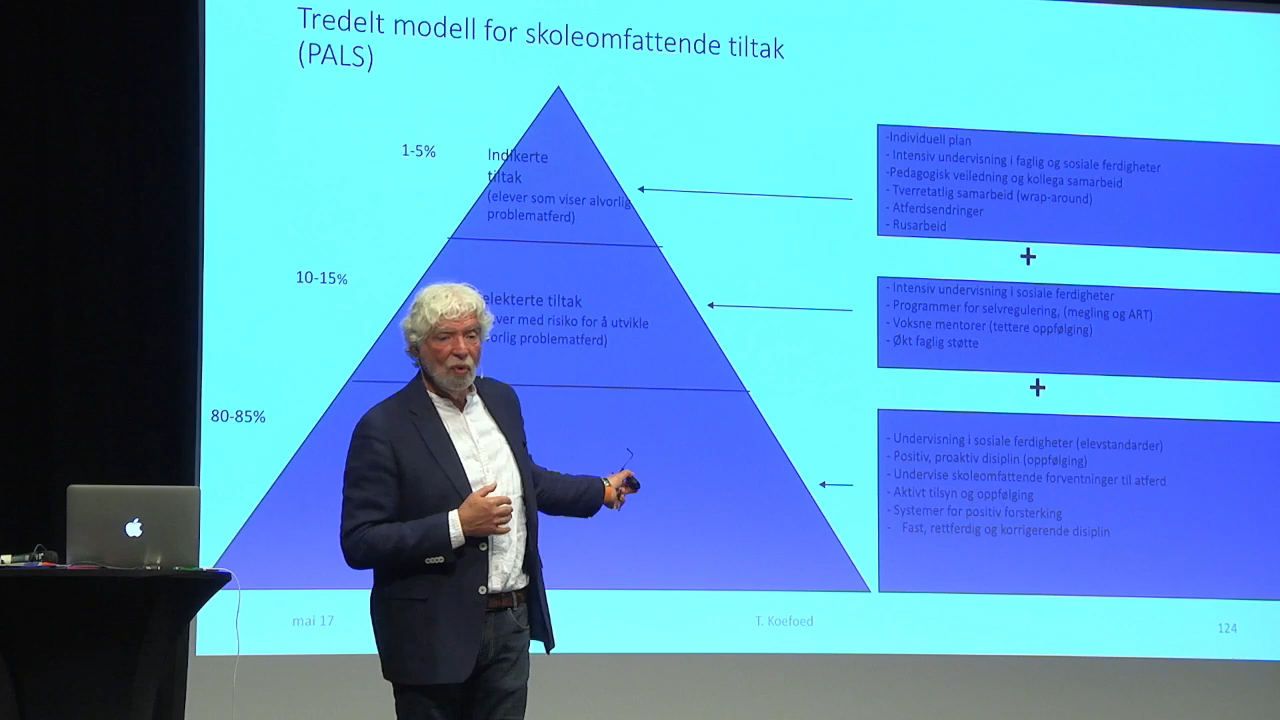 Tredelt modell for skoleomfattende tiltak
(PALS)
1-5%
Indikerte
tiltak
(elever som viser alvorlig
problematferd)
-Individuell plan
- Intensiv undervisning i faglig og sosiale ferdigheter
-Pedagogisk veiledning og kollega samarbeid
- Tverretatlig samarbeid (wrap-around)
- Atferdsendringer
- Rusarbeid
+
10-15%
elekterte tiltak
ver med risiko for å utvikle
orlig problematferd)
- Intensiv undervisning i sosiale ferdigheter
- Programmer for selvregulering, (megling og ART)
- Voksne mentorer (tettere oppfølging)
- Økt faglig støtte
+
80-85%
- Undervisning i sosiale ferdigheter (elevstandarder)
- Positiv, proaktiv disiplin (oppfølging)
- Undervise skoleomfattende forventninger til atferd
- Aktivt tilsyn og oppfølging
- Systemer for positiv forsterking
- Fast, rettferdig og korrigerende disiplin
mai 17
T. Koefoed
124